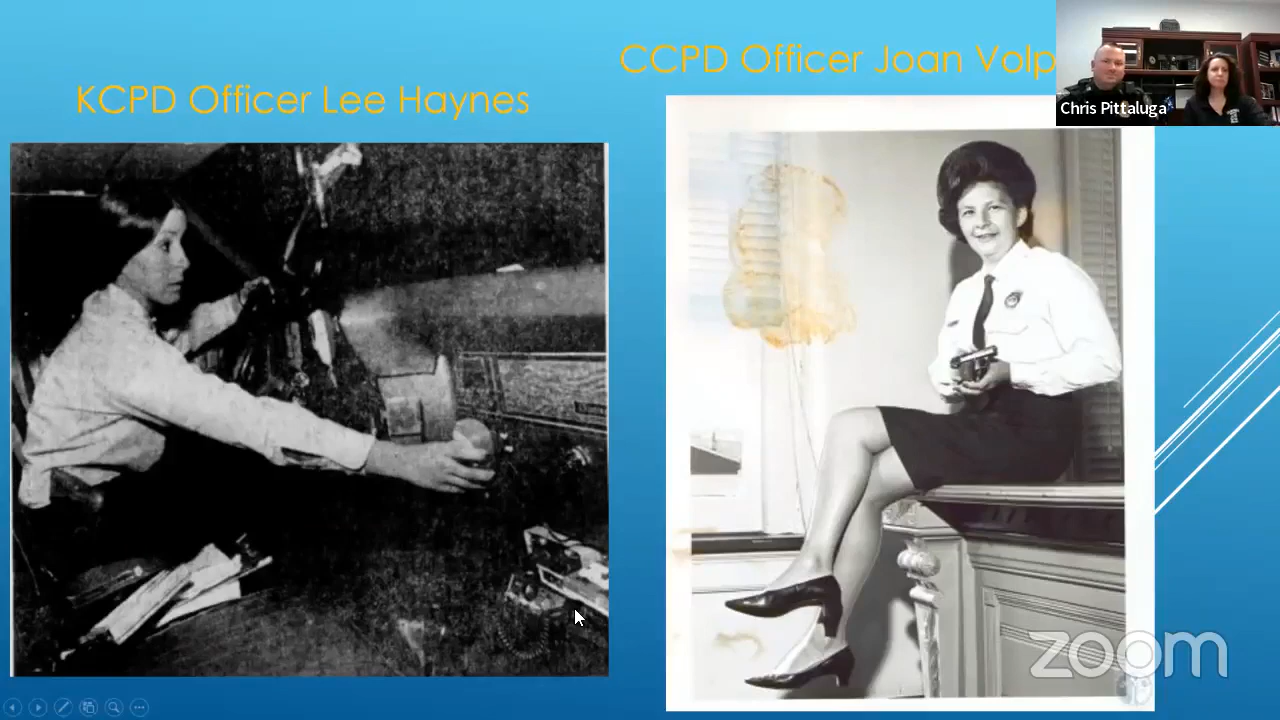 KCPD Officer Lee Haynes
CCPD Officer Joan Volp
Chris Pittaluga
zoom